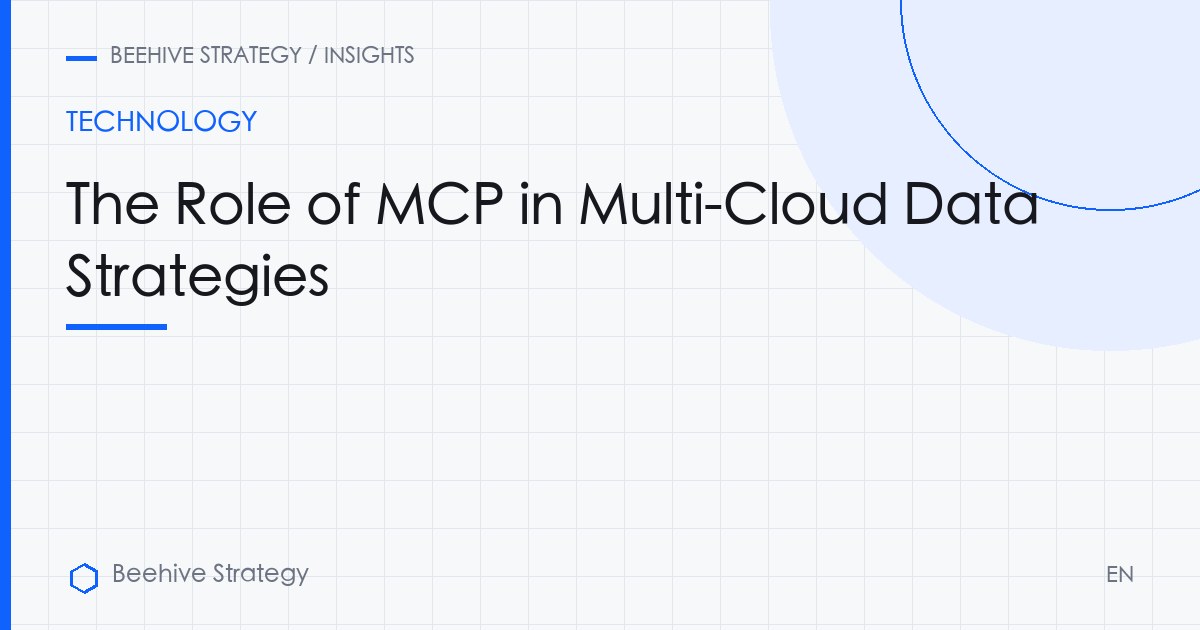 BEEHIVE STRATEGY / INSIGHTS
TECHNOLOGY
The Role of MCP in Multi-Cloud Data
Strategies
Beehive Strategy
EN